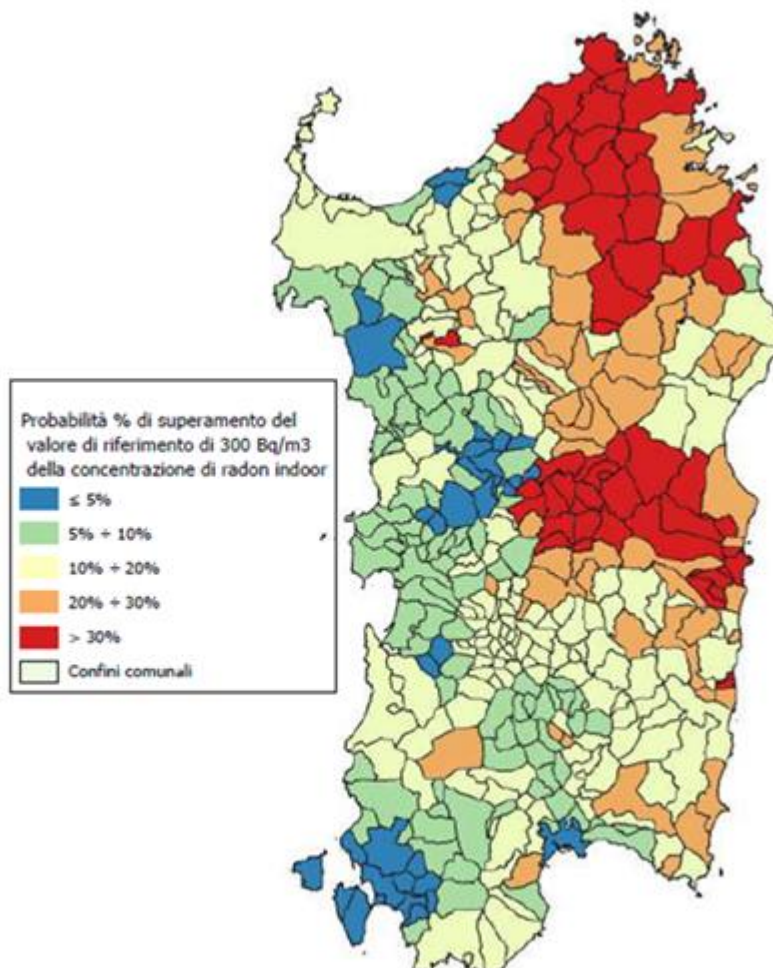 Probabilità % di superamento del
valore di riferimento di 300 Bq/m3
della concentrazione di radon indoor
≤ 5%
5% ÷ 10%
10% ÷ 20%
20% ÷ 30%
> 30%
Confini comunali